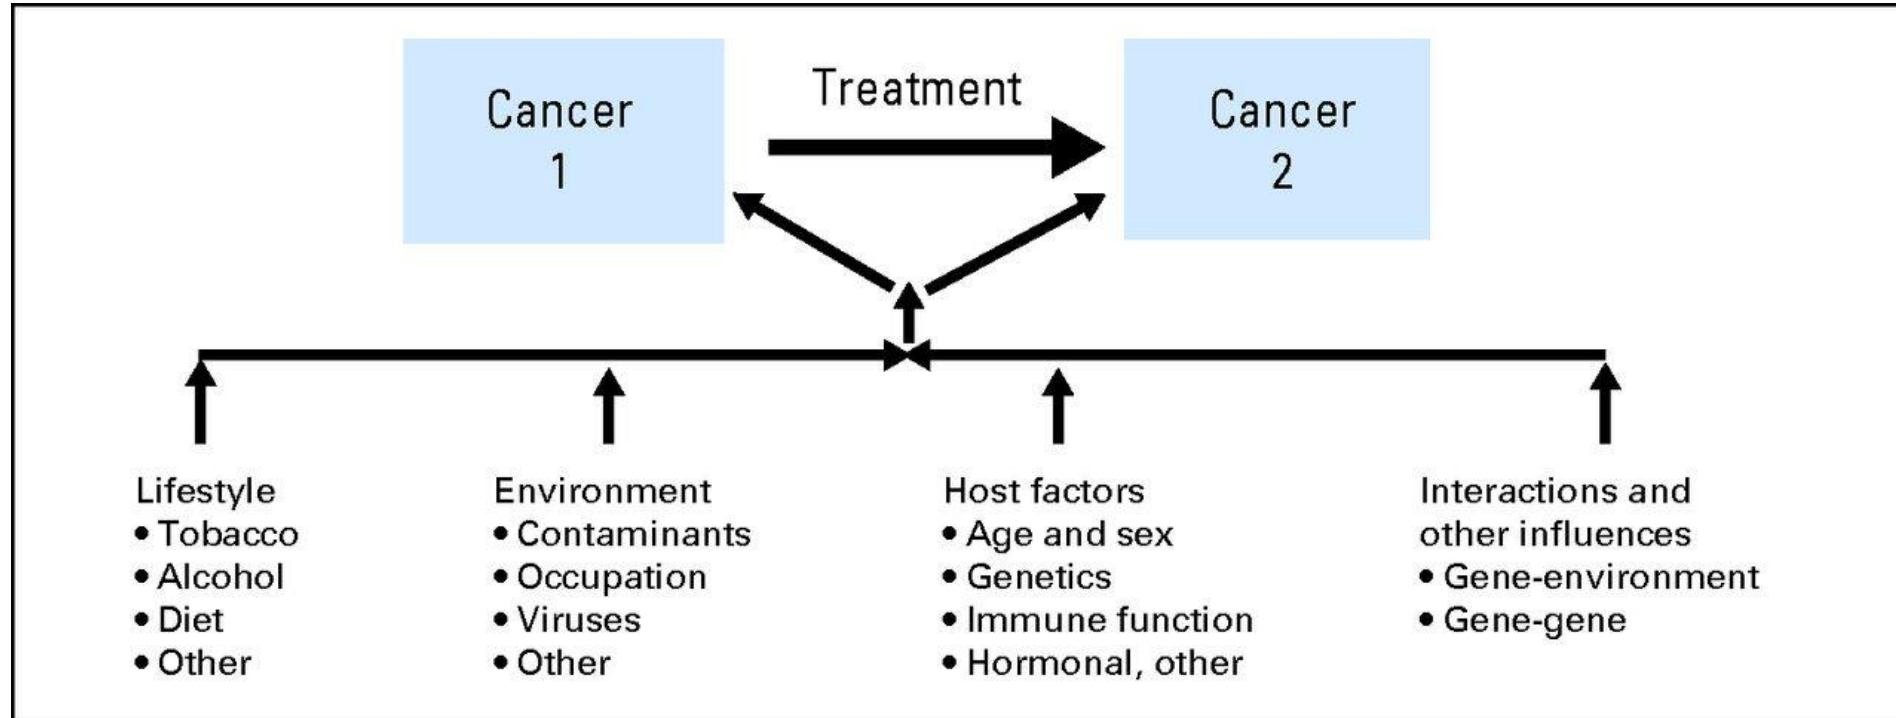 Cancer
1
Treatment
Cancer
2
Lifestyle
• Tobacco
• Alcohol
• Diet
• Other
Environment
• Contaminants
• Occupation
• Viruses
• Other
Host factors
• Age and sex
• Genetics
• Immune function
• Hormonal, other
Interactions and
other influences
• Gene-environment
• Gene-gene